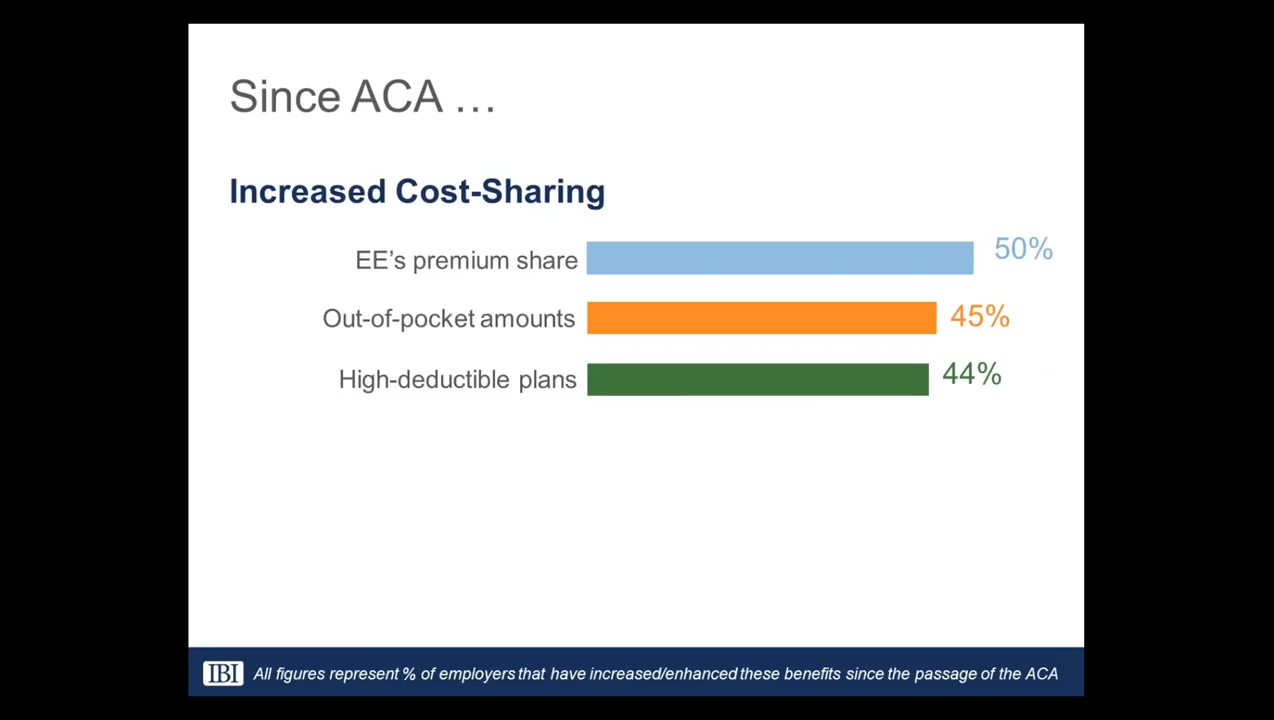 Since ACA …
Increased Cost-Sharing
EE’s premium share 50%
Out-of-pocket amounts 45%
High-deductible plans 44%
IBI All figures represent % of employers that have increased/enhanced these benefits since the passage of the ACA